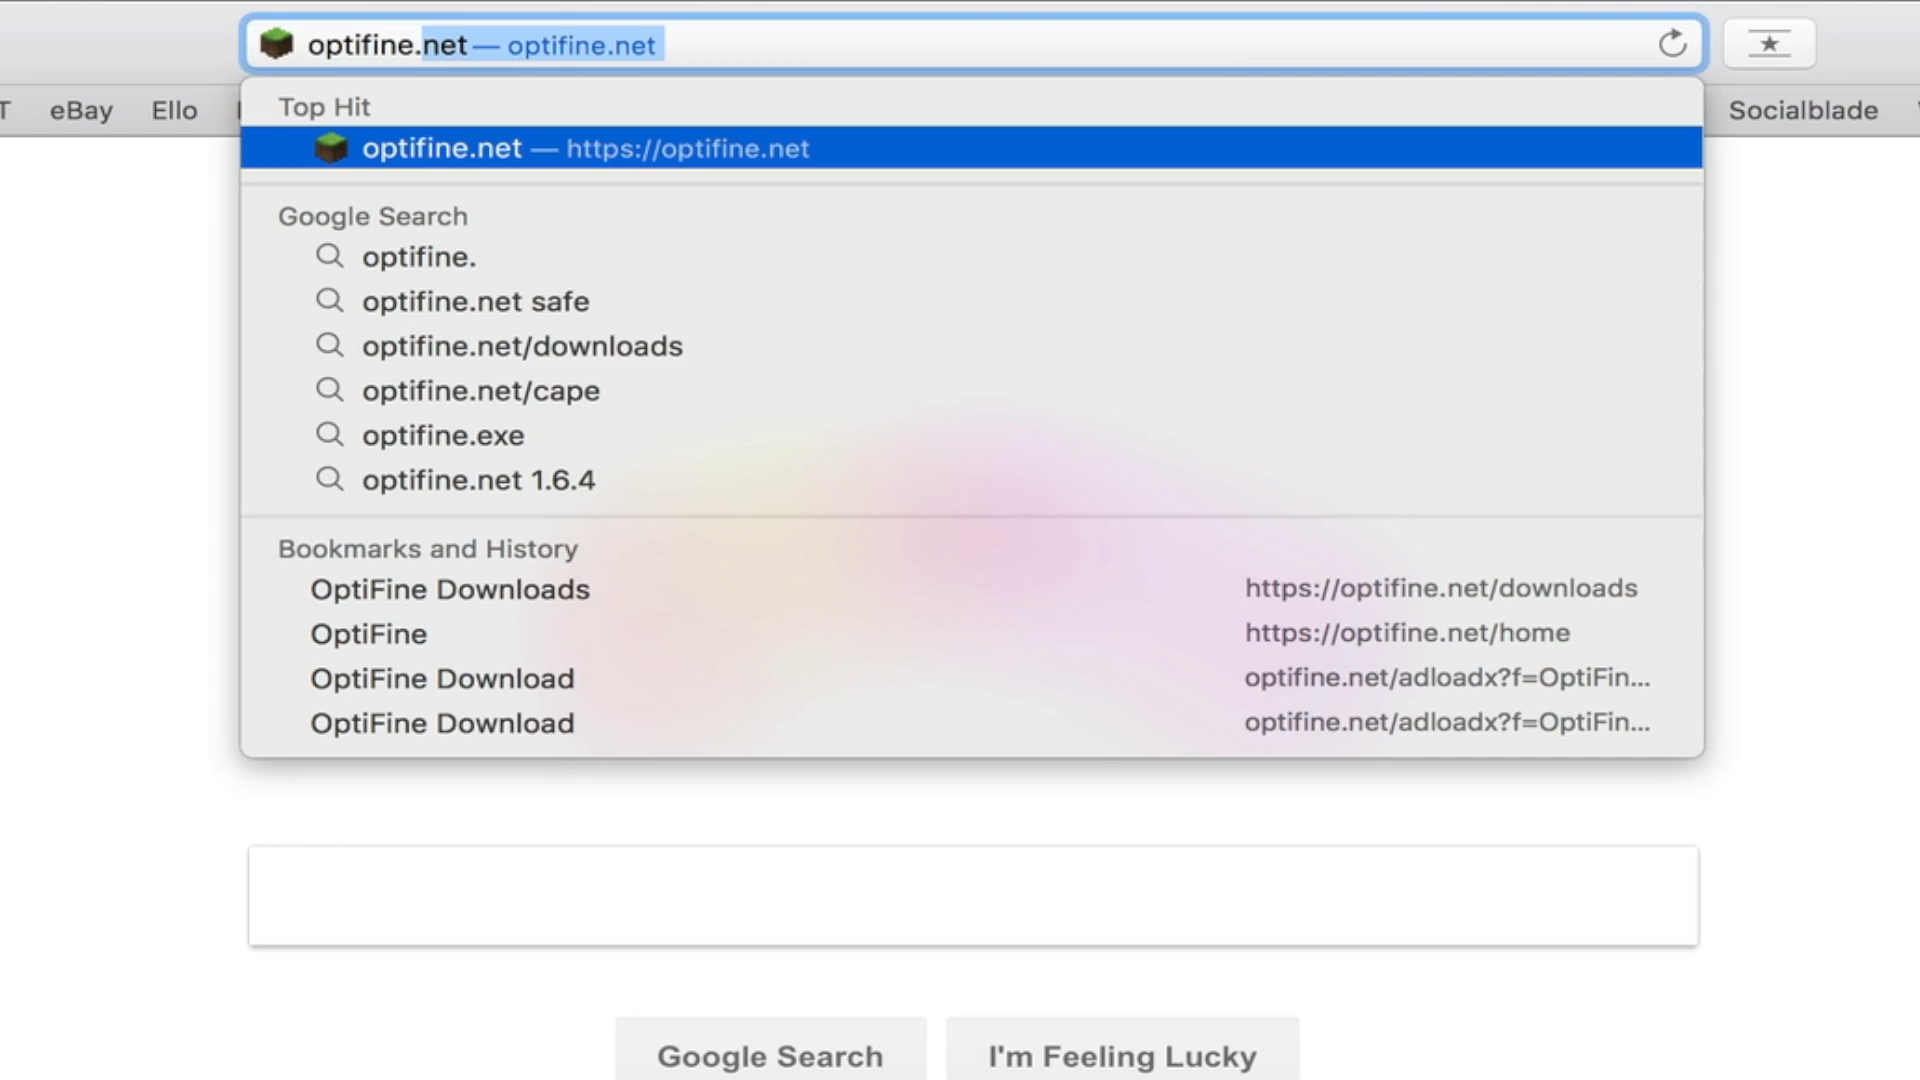 optifine.net — optifine.net
T eBay Ello Socialblade
Top Hit
optifine.net — https://optifine.net
Google Search
optifine.
optifine.net safe
optifine.net/downloads
optifine.net/cape
optifine.exe
optifine.net 1.6.4
Bookmarks and History
OptiFine Downloads https://optifine.net/downloads
OptiFine https://optifine.net/home
OptiFine Download optifine.net/adloadx?f=OptiFin...
OptiFine Download optifine.net/adloadx?f=OptiFin...
Google Search I'm Feeling Lucky